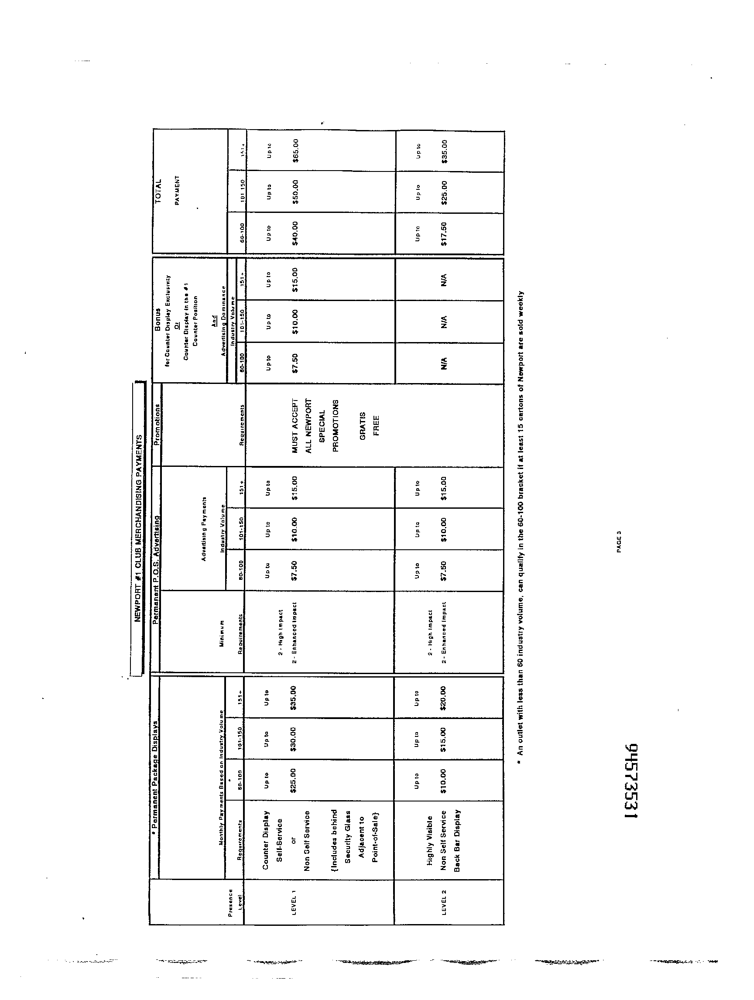 NEWPORT #1 CLUB MERCHANDISING PAYMENTS
* Permanent Package Displays
Permanent P.O.S. Advertising
Promotions
Bonus
TOTAL
for Counter Display Exclusivity
PAYMENT
Or
Counter Display in the #1
Counter Position
And
Advertising Payments
Advertising Dominance
Monthly Payments Based on Industry Volume
Minimum
Industry Volume
Industry Volume
Presence
Level
Requirements
60-100 *
101-150
151+
Requirements
60-100
101-150
151+
Requirements
60-100
101-150
151+
60-100
101-150
151+
LEVEL 1
Counter Display
Self-Service
or
Non Self Service
(Includes behind
Security Glass
Adjacent to
Point-of-Sale)
Up to
$25.00
Up to
$30.00
Up to
$35.00
2 - High Impact
2 - Enhanced Impact
Up to
$7.50
Up to
$10.00
Up to
$15.00
MUST ACCEPT
ALL NEWPORT
SPECIAL
PROMOTIONS
GRATIS
FREE
Up to
$7.50
Up to
$10.00
Up to
$15.00
Up to
$40.00
Up to
$50.00
Up to
$65.00
LEVEL 2
Highly Visible
Non Self Service
Back Bar Display
Up to
$10.00
Up to
$15.00
Up to
$20.00
2 - High Impact
2 - Enhanced Impact
Up to
$7.50
Up to
$10.00
Up to
$15.00
N/A
N/A
N/A
Up to
$17.50
Up to
$25.00
Up to
$35.00
* An outlet with less than 60 industry volume, can qualify in the 60-100 bracket if at least 15 cartons of Newport are sold weekly
PAGE 3
94573531